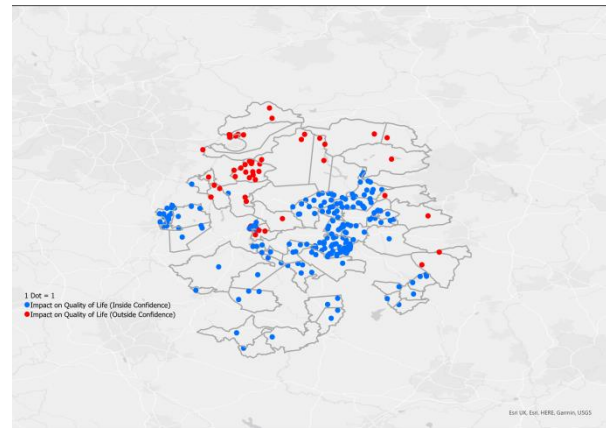 1 Dot = 1
Impact on Quality of Life (Inside Confidence)
Impact on Quality of Life (Outside Confidence)
Esri UK, Esri, HERE, Garmin, USGS